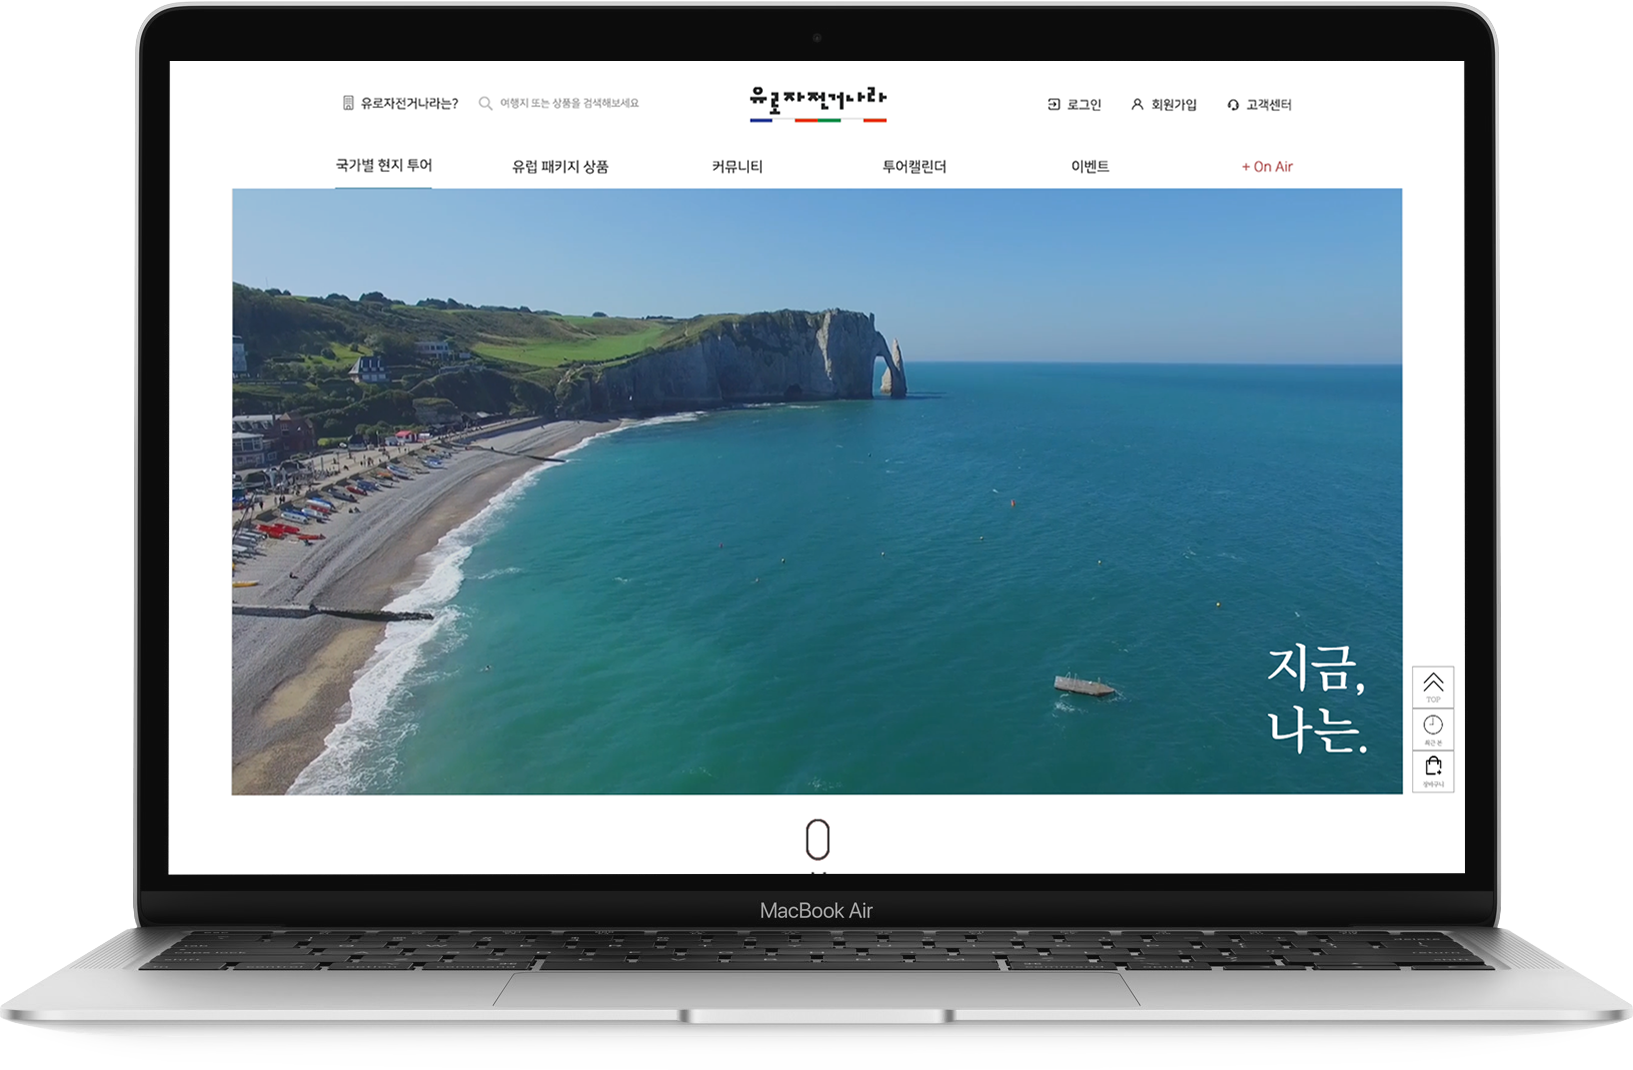 유로자전거나라는?
여행지 또는 상품을 검색해보세요
유로자전거나라
로그인
회원가입
고객센터
국가별 현지 투어
유럽 패키지 상품
커뮤니티
투어캘린더
이벤트
+ On Air
지금,
나는.
TOP
최근 본
장바구니
MacBook Air